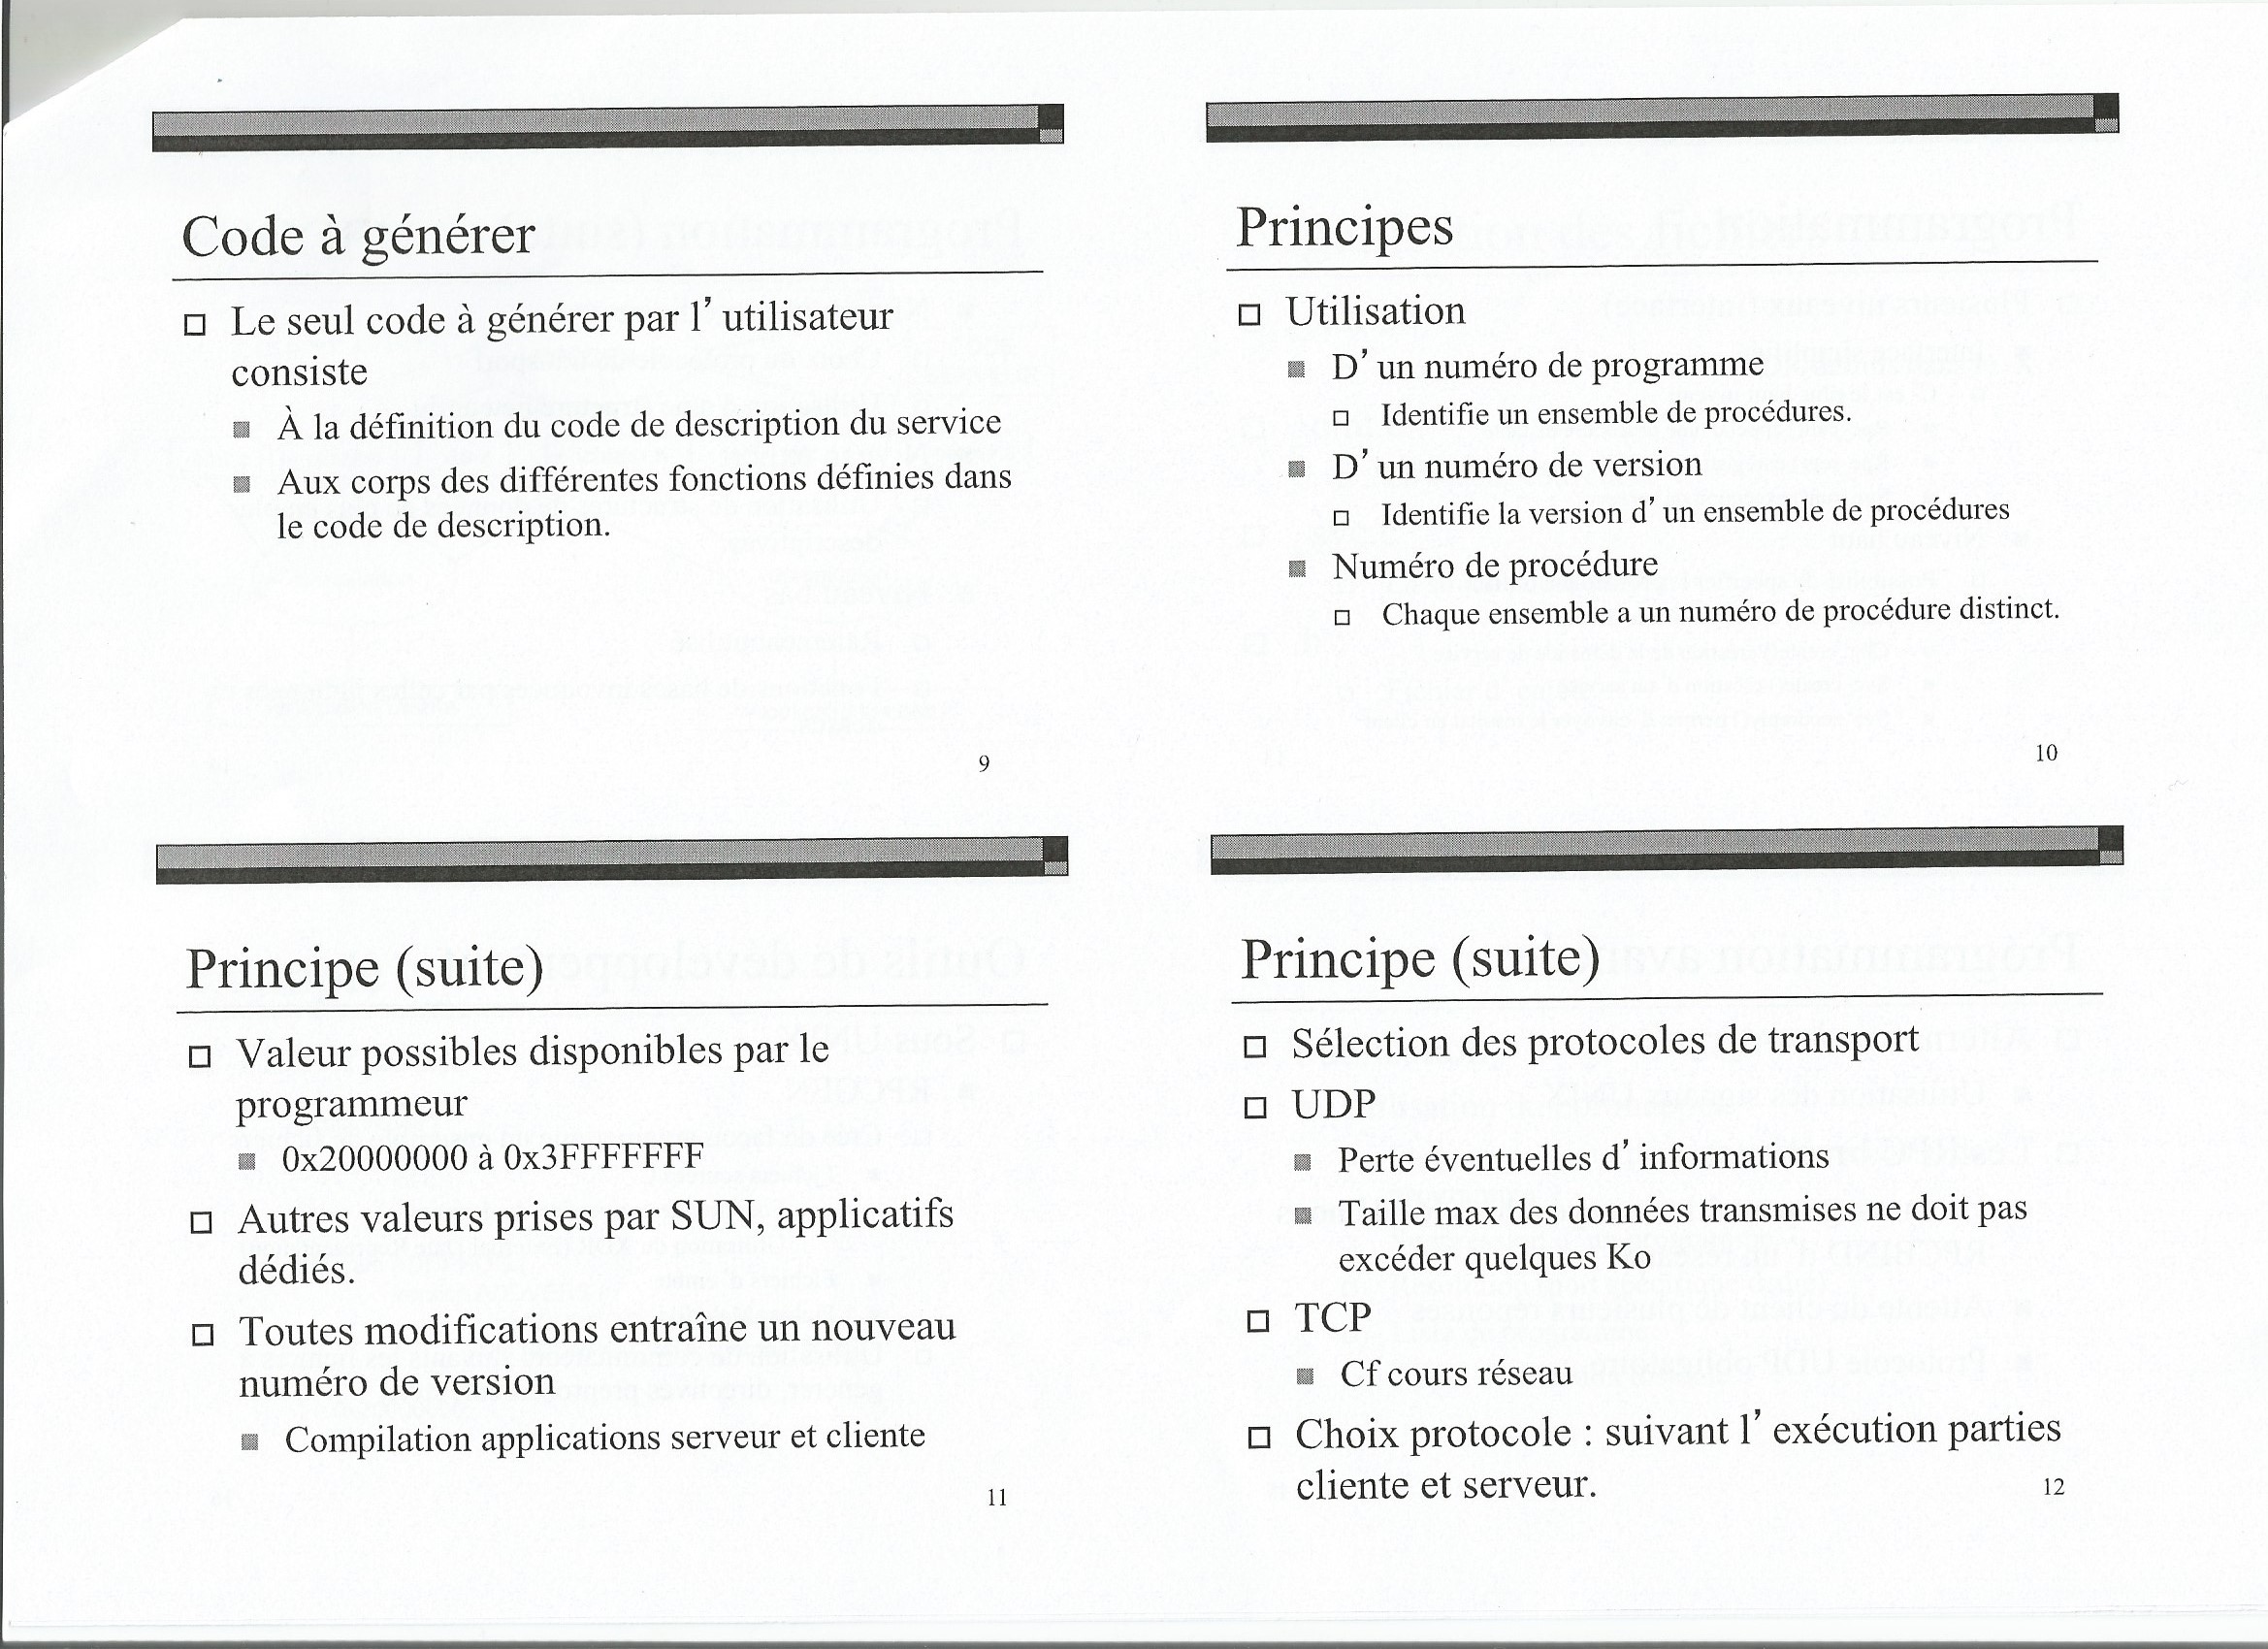 Code à générer
Le seul code à générer par l’ utilisateur
consiste
À la définition du code de description du service
Aux corps des différentes fonctions définies dans
le code de description.
9
Principes
Utilisation
D’ un numéro de programme
Identifie un ensemble de procédures.
D’ un numéro de version
Identifie la version d’ un ensemble de procédures
Numéro de procédure
Chaque ensemble a un numéro de procédure distinct.
10
Principe (suite)
Valeur possibles disponibles par le
programmeur
0x20000000 à 0x3FFFFFFF
Autres valeurs prises par SUN, applicatifs
dédiés.
Toutes modifications entraîne un nouveau
numéro de version
Compilation applications serveur et cliente
11
Principe (suite)
Sélection des protocoles de transport
UDP
Perte éventuelles d’ informations
Taille max des données transmises ne doit pas
excéder quelques Ko
TCP
Cf cours réseau
Choix protocole : suivant l’ exécution parties
cliente et serveur.
12